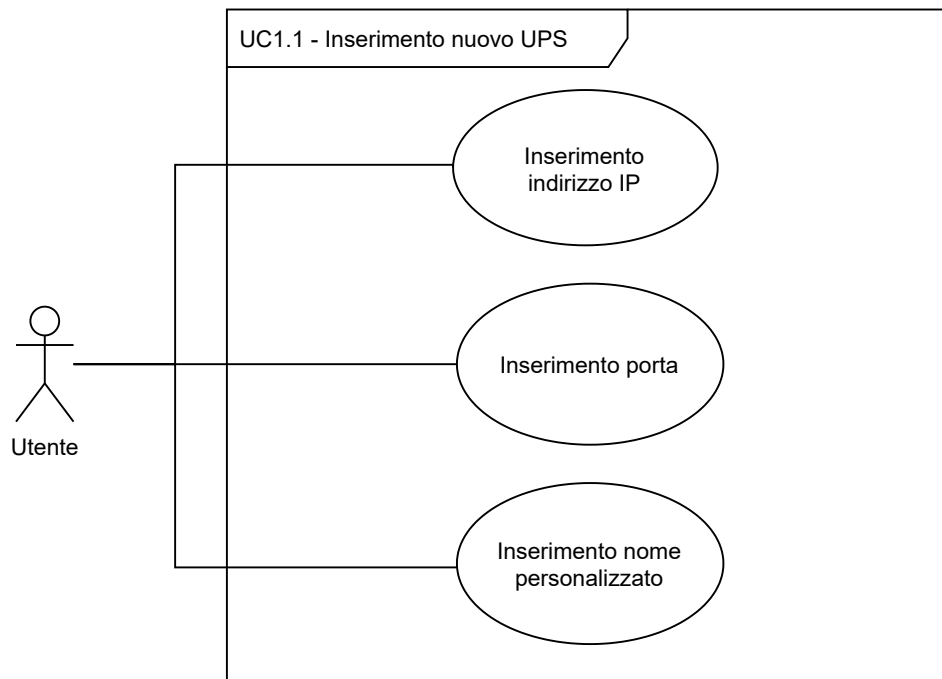 UC1.1 - Inserimento nuovo UPS
Inserimento
indirizzo IP
Inserimento porta
Utente
Inserimento nome
personalizzato